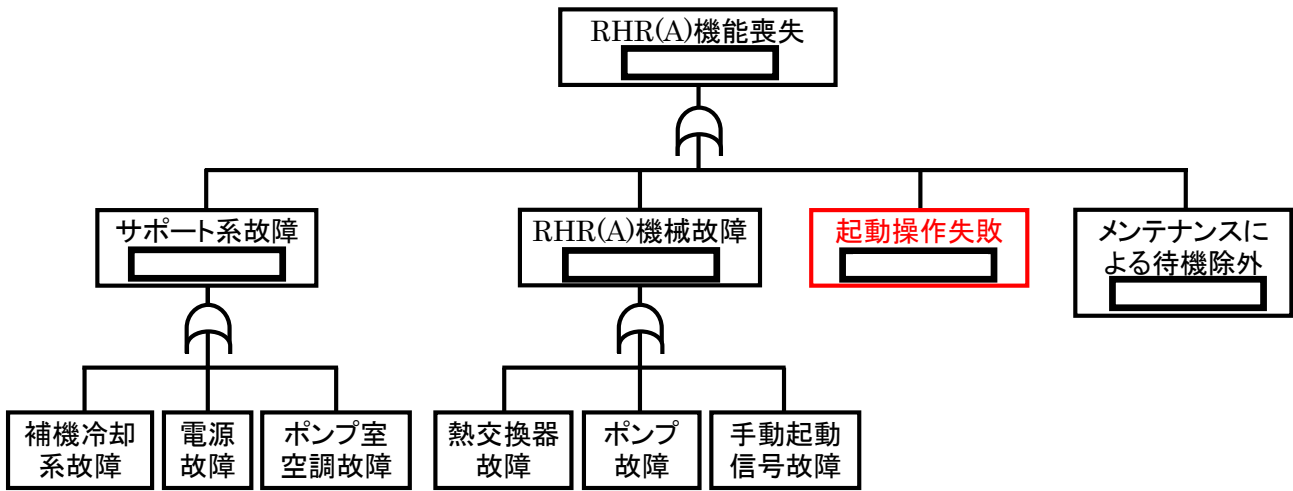 RHR(A)機能喪失
サポート系故障
RHR(A)機械故障
起動操作失敗
メンテナンスに
よる待機除外
補機冷却
系故障
電源
故障
ポンプ室
空調故障
熱交換器
故障
ポンプ
故障
手動起動
信号故障